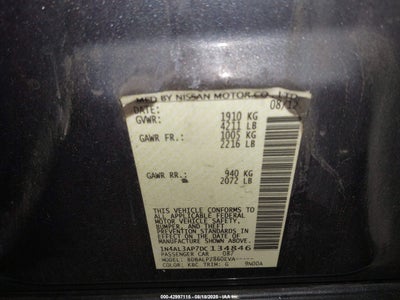 MFD BY NISSAN MOTOR CO., LTD.
DATE: 08/12
GVWR: 1910 KG
4211 LB
GAWR FR.: 1005 KG
2216 LB
GAWR RR.: 940 KG
2072 LB
THIS VEHICLE CONFORMS TO
ALL APPLICABLE FEDERAL
MOTOR VEHICLE SAFETY,
BUMPER, AND THEFT
PREVENTION STANDARDS IN
EFFECT ON THE DATE OF
MANUFACTURE SHOWN ABOVE.
1N4AL3AP7DC134846
PASSENGER CAR 087
COLOR: KBC TRIM: G
000-42997115 - 08/18/2025 - IAAI.COM